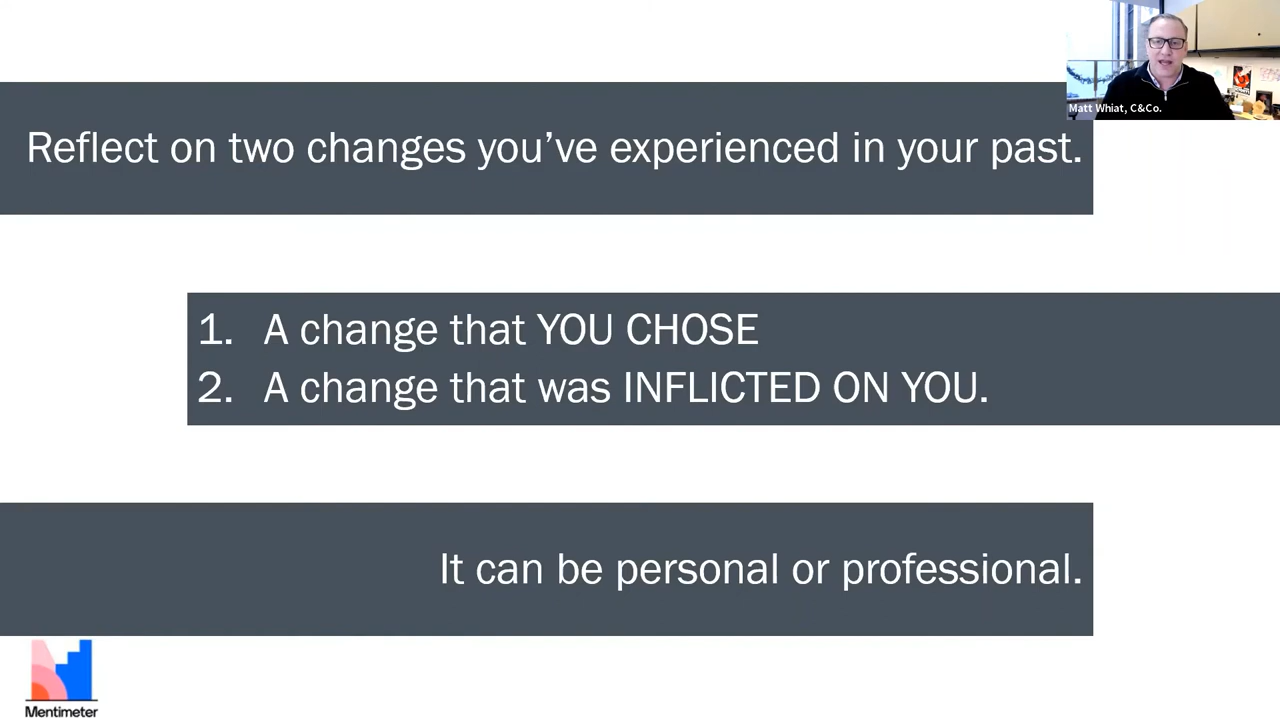 Matt Whiat, C&Co.
Reflect on two changes you’ve experienced in your past.
1. A change that YOU CHOSE
2. A change that was INFLICTED ON YOU.
It can be personal or professional.
Mentimeter